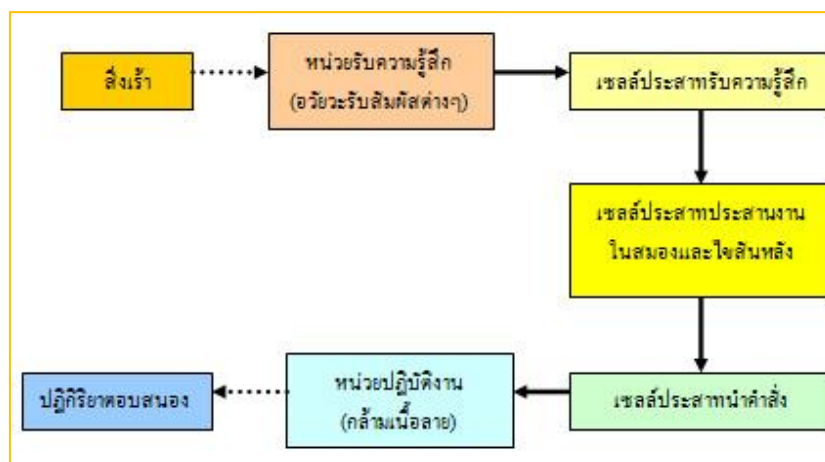 สิ่งเร้า
หน่วยรับความรู้สึก
(อวัยวะรับสัมผัสต่างๆ)
เซลล์ประสาทรับความรู้สึก
เซลล์ประสาทประสานงาน
ในสมองและไขสันหลัง
เซลล์ประสาทนำคำสั่ง
หน่วยปฏิบัติงาน
(กล้ามเนื้อลาย)
ปฏิกิริยาตอบสนอง